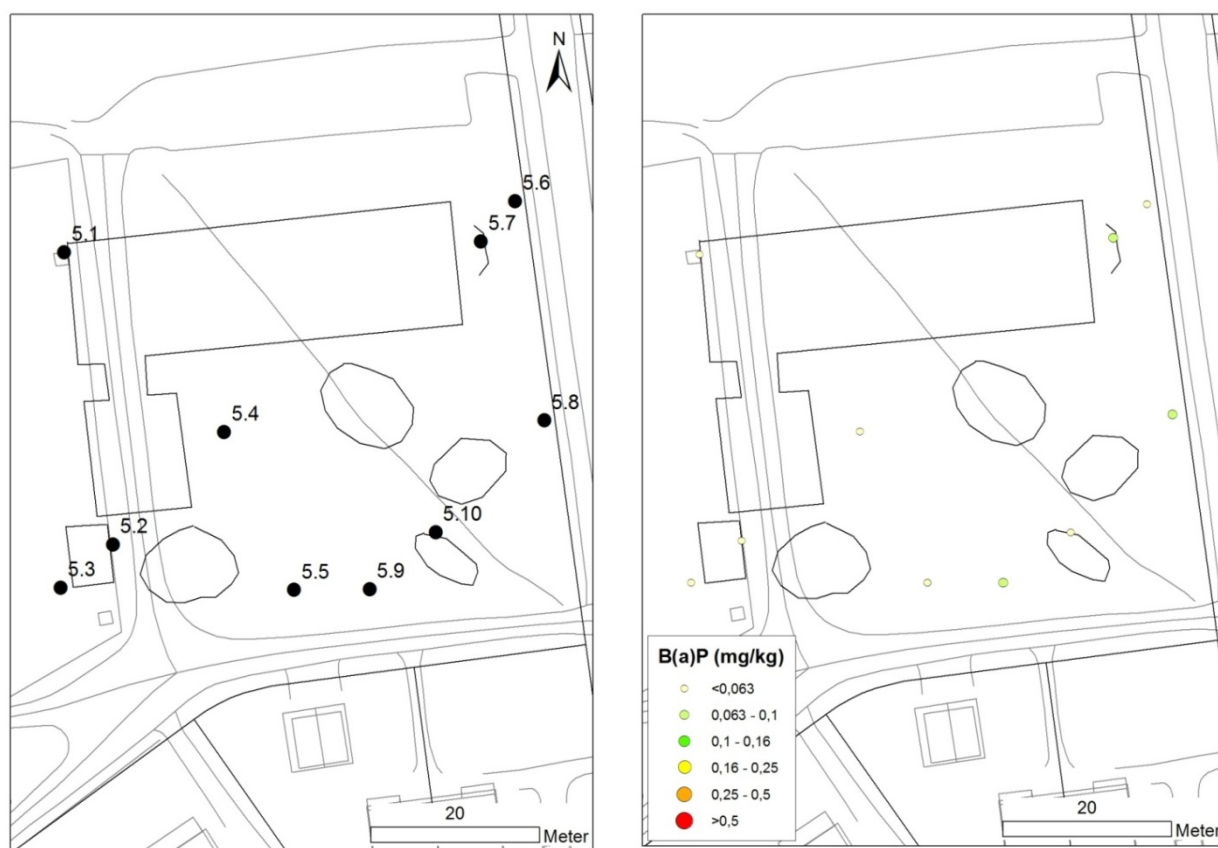 N
5.6
5.7
5.1
5.8
5.4
5.10
5.2
5.3
5.5
5.9
20
Meter
B(a)P (mg/kg)
<0,063
0,063 - 0,1
0,1 - 0,16
0,16 - 0,25
0,25 - 0,5
>0,5
20
Meter